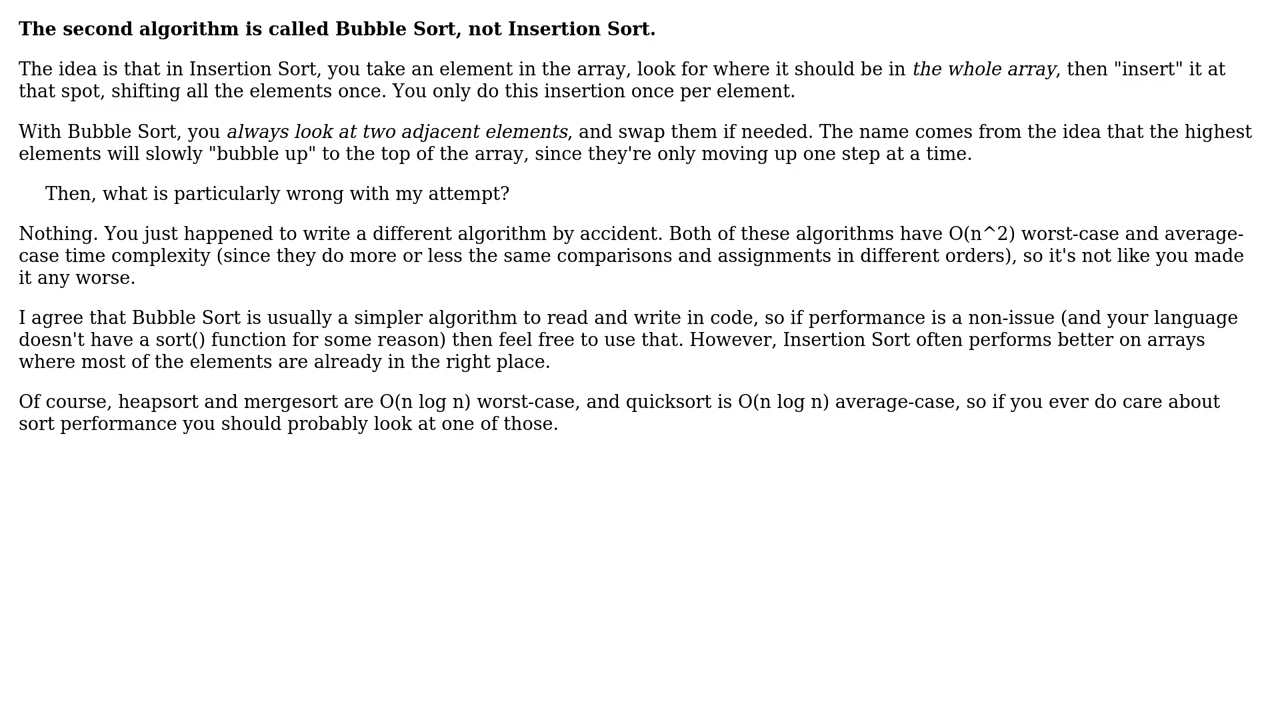 The second algorithm is called Bubble Sort, not Insertion Sort.
The idea is that in Insertion Sort, you take an element in the array, look for where it should be in the whole array, then "insert" it at
that spot, shifting all the elements once. You only do this insertion once per element.
With Bubble Sort, you always look at two adjacent elements, and swap them if needed. The name comes from the idea that the highest
elements will slowly "bubble up" to the top of the array, since they're only moving up one step at a time.
Then, what is particularly wrong with my attempt?
Nothing. You just happened to write a different algorithm by accident. Both of these algorithms have O(n^2) worst-case and average-
case time complexity (since they do more or less the same comparisons and assignments in different orders), so it's not like you made
it any worse.
I agree that Bubble Sort is usually a simpler algorithm to read and write in code, so if performance is a non-issue (and your language
doesn't have a sort() function for some reason) then feel free to use that. However, Insertion Sort often performs better on arrays
where most of the elements are already in the right place.
Of course, heapsort and mergesort are O(n log n) worst-case, and quicksort is O(n log n) average-case, so if you ever do care about
sort performance you should probably look at one of those.